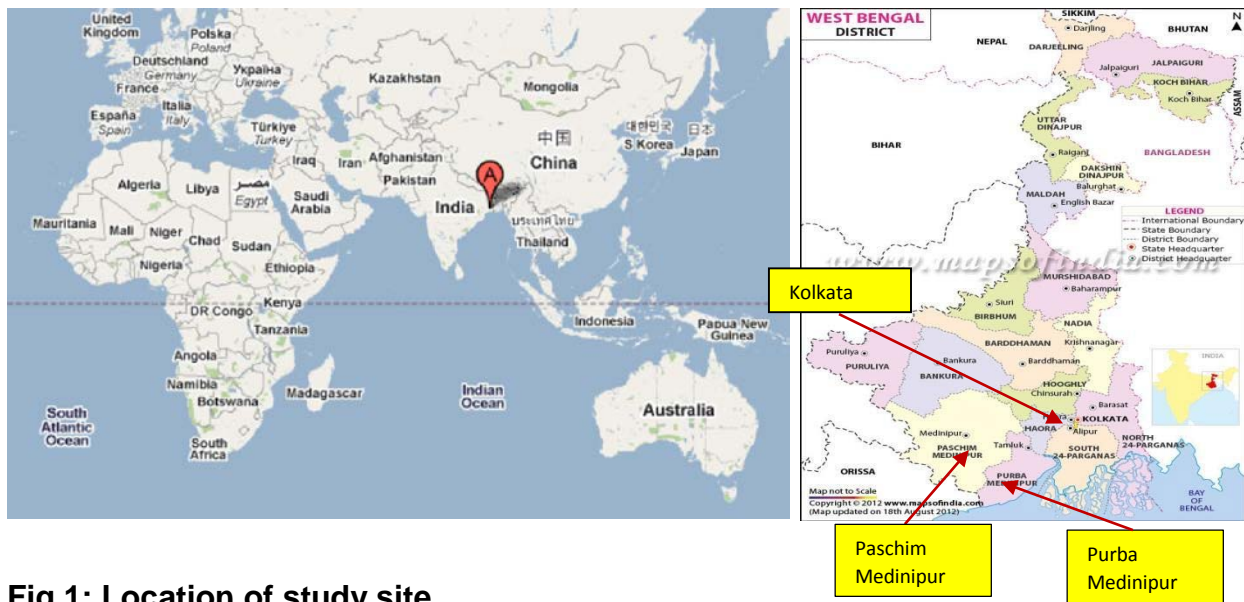 United
Kingdom
Polska
Poland
Deutschland
Germany
Україна
Ukraine
France
Italia
Italy
España
Spain
Türkiye
Turkey
Kazakhstan
Mongolia
中国
China
대한민국
S Korea
日本
Japan
Iraq
Iran
Afghanistan
Pakistan
Algeria
Libya
مصر
Egypt
Saudi
Arabia
A
India
ประเทศไทย
Thailand
Mauritania
Mali
Niger
Chad
Sudan
Nigeria
Ethiopia
Kenya
DR Congo
Tanzania
Indonesia
Papua New
Guinea
Angola
Namibia
Botswana
Madagascar
Indian
Ocean
Australia
South
Atlantic
Ocean
South
Africa
WEST BENGAL
DISTRICT
SIKKIM
N
Darjling
NEPAL
BHUTAN
DARJEELING
JALPAIGURI
Jalpaiguri
KOCH BIHAR
Koch Bihar
ASSAM
UTTAR
DINAJPUR
BIHAR
BANGLADESH
Raiganj
DAKSHIN
DINAJPUR
Balurghat
MALDAH
English Bazar
LEGEND
International Boundary
State Boundary
District Boundary
State Headquarter
District Headquarter
www.mapsofindia.com
MURSHIDABAD
Baharampur
Kolkata
Siuri
BIRBHUM
NADIA
Krishnanagar
BARDDHAMAN
Puruliya
PURULIYA
Bankura
BANKURA
Barddhaman
INDIA
HOOGHLY
Chinsurah
Barasat
KOLKATA
Medinipur
HAORA
Alipur
Tamluk
NORTH
24-PARGANAS
PASCHIM
MEDINIPUR
SOUTH
24-PARGANAS
ORISSA
PURBA
MEDINIPUR
Map not to Scale
Copyright © 2012 www.mapsofindia.com
(Map updated on 18th August 2012)
BAY
OF
BENGAL
Paschim
Medinipur
Purba
Medinipur
Fig 1: Location of study site